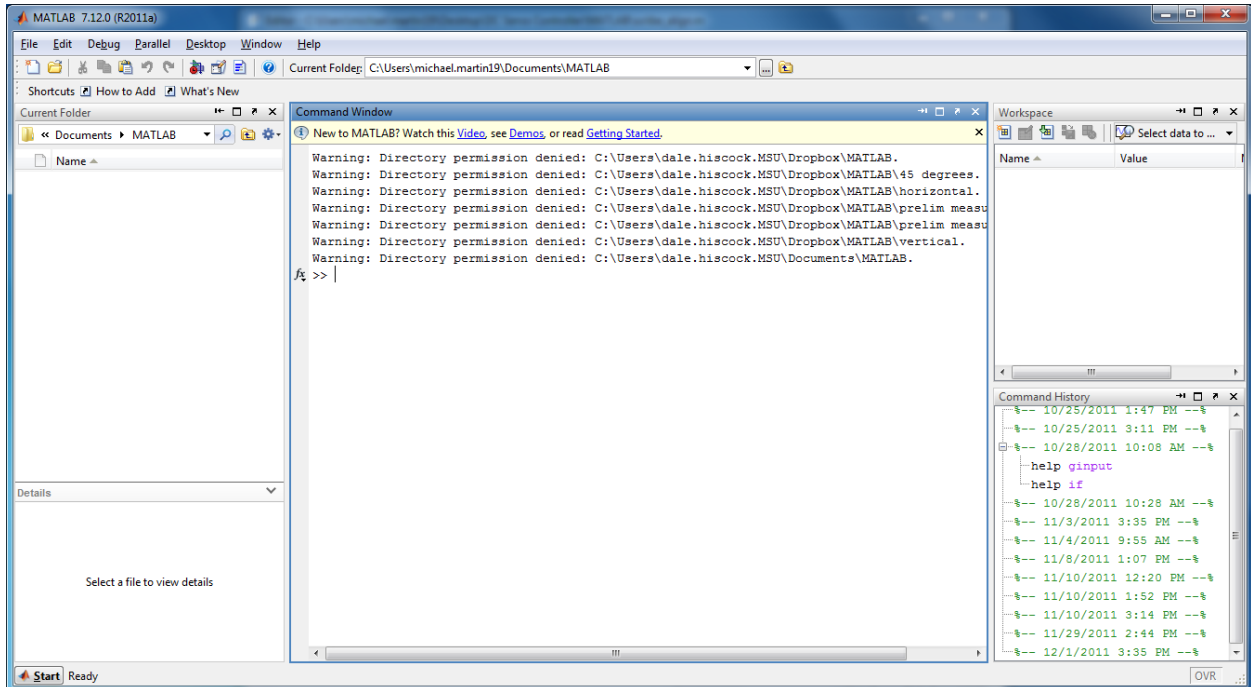 MATLAB 7.12.0 (R2011a)
File Edit Debug Parallel Desktop Window Help
Current Folder: C:\Users\michael.martin19\Documents\MATLAB
Shortcuts How to Add What's New
Current Folder
« Documents MATLAB
Name
Details
Select a file to view details
Command Window
New to MATLAB? Watch this Video, see Demos, or read Getting Started.
Warning: Directory permission denied: C:\Users\dale.hiscock.MSU\Dropbox\MATLAB.
Warning: Directory permission denied: C:\Users\dale.hiscock.MSU\Dropbox\MATLAB\45 degrees.
Warning: Directory permission denied: C:\Users\dale.hiscock.MSU\Dropbox\MATLAB\horizontal.
Warning: Directory permission denied: C:\Users\dale.hiscock.MSU\Dropbox\MATLAB\prelim measu
Warning: Directory permission denied: C:\Users\dale.hiscock.MSU\Dropbox\MATLAB\prelim measu
Warning: Directory permission denied: C:\Users\dale.hiscock.MSU\Dropbox\MATLAB\vertical.
Warning: Directory permission denied: C:\Users\dale.hiscock.MSU\Documents\MATLAB.
fx >>
Workspace
Select data to ...
Name Value
Command History
%-- 10/25/2011 1:47 PM --%
%-- 10/25/2011 3:11 PM --%
%-- 10/28/2011 10:08 AM --%
help ginput
help if
%-- 10/28/2011 10:28 AM --%
%-- 11/3/2011 3:35 PM --%
%-- 11/4/2011 9:55 AM --%
%-- 11/8/2011 1:07 PM --%
%-- 11/10/2011 12:20 PM --%
%-- 11/10/2011 1:52 PM --%
%-- 11/10/2011 3:14 PM --%
%-- 11/29/2011 2:44 PM --%
%-- 12/1/2011 3:35 PM --%
Start Ready
OVR